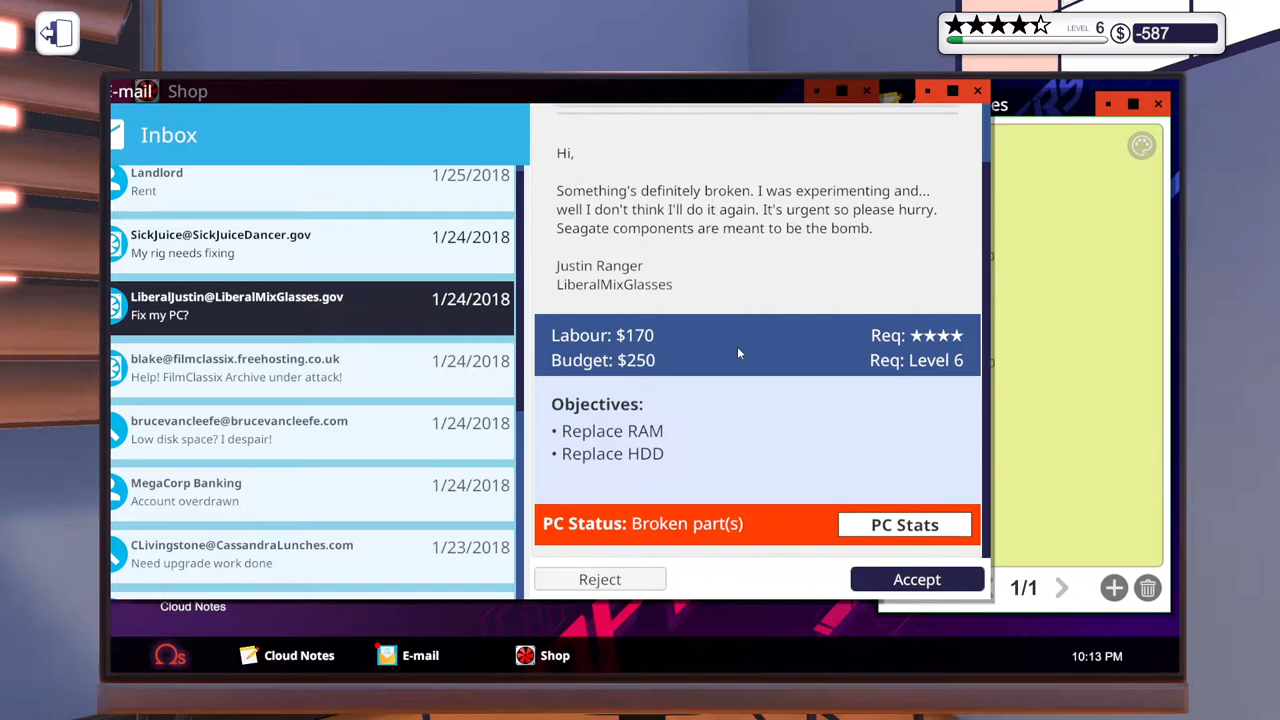 LEVEL 6 $ -587
E-mail Shop
es
Inbox
Landlord 1/25/2018
Rent
SickJuice@SickJuiceDancer.gov 1/24/2018
My rig needs fixing
LiberalJustin@LiberalMixGlasses.gov 1/24/2018
Fix my PC?
blake@filmclassix.freehosting.co.uk 1/24/2018
Help! FilmClassix Archive under attack!
brucevancleefe@brucevancleefe.com 1/24/2018
Low disk space? I despair!
MegaCorp Banking 1/24/2018
Account overdrawn
CLivingstone@CassandraLunches.com 1/23/2018
Need upgrade work done
Hi,
Something's definitely broken. I was experimenting and...
well I don't think I'll do it again. It's urgent so please hurry.
Seagate components are meant to be the bomb.
Justin Ranger
LiberalMixGlasses
Labour: $170 Req: ★★★★
Budget: $250 Req: Level 6
Objectives:
• Replace RAM
• Replace HDD
PC Status: Broken part(s) PC Stats
Reject Accept
1/1
Cloud Notes
Ωs Cloud Notes E-mail Shop 10:13 PM